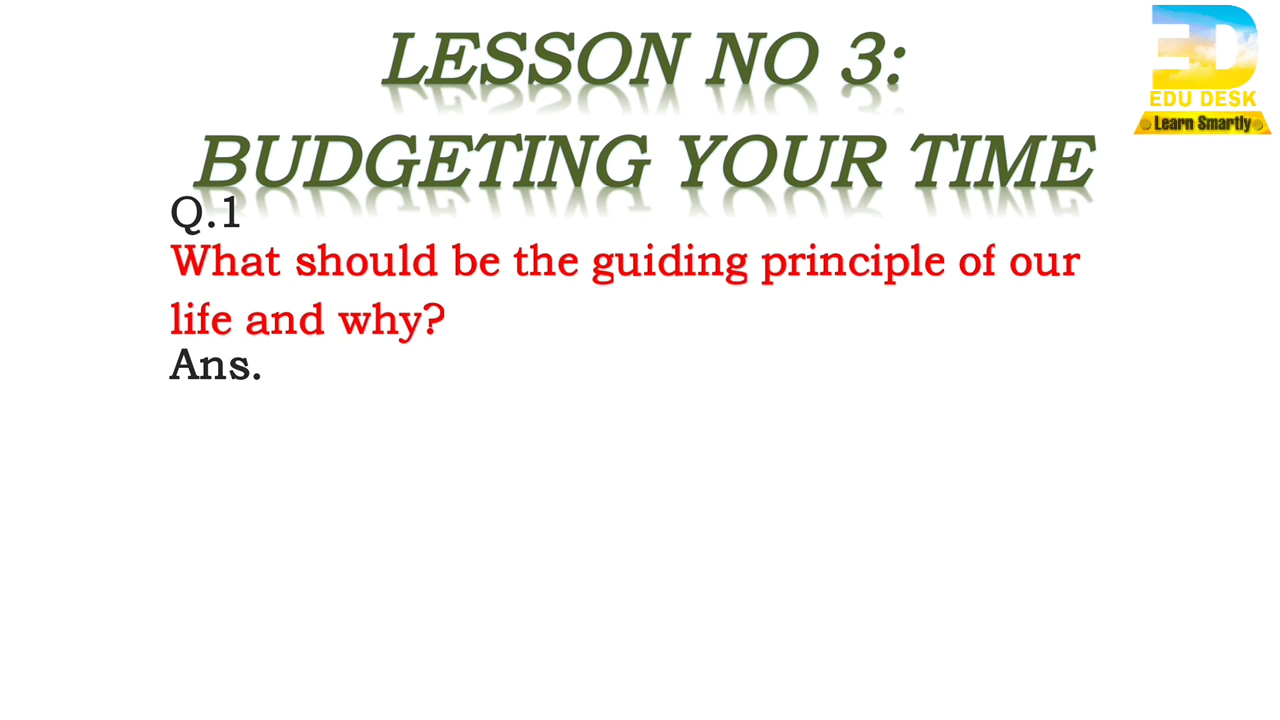 LESSON NO 3:
BUDGETING YOUR TIME
ED
EDU DESK
Learn Smartly
Q.1
What should be the guiding principle of our
life and why?
Ans.